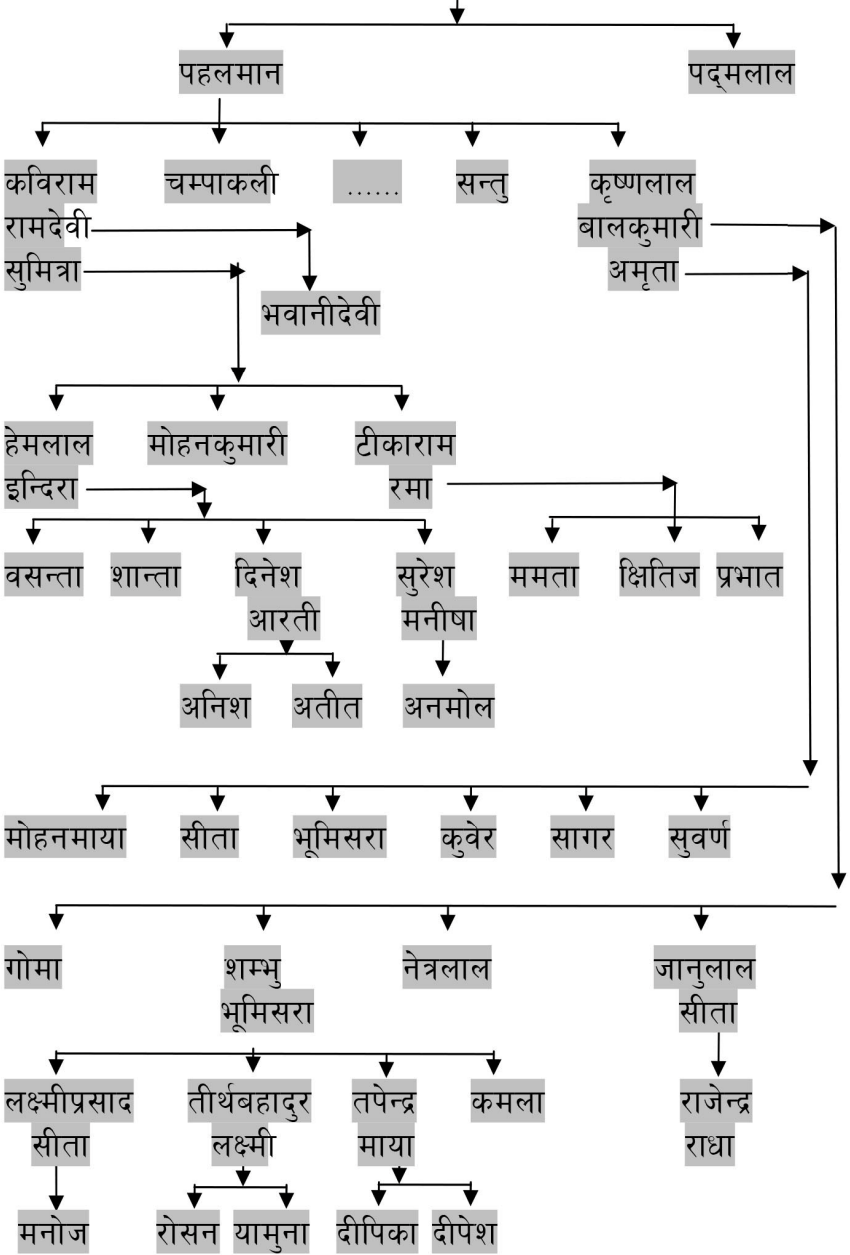 पहलमान पद्मलाल
कविराम चम्पाकली ...... सन्तु कृष्णलाल
रामदेवी बालकुमारी
सुमित्रा अमृता
भवानीदेवी
हेमलाल मोहनकुमारी टीकाराम
इन्दिरा रमा
वसन्ता शान्ता दिनेश सुरेश ममता क्षितिज प्रभात
आरती मनीषा
अनिश अतीत अनमोल
मोहनमाया सीता भूमिसरा कुवेर सागर सुवर्ण
गोमा शम्भु नेत्रलाल जानुलाल
भूमिसरा सीता
लक्ष्मीप्रसाद तीर्थबहादुर तपेन्द्र कमला राजेन्द्र
सीता लक्ष्मी माया राधा
मनोज रोसन यामुना दीपिका दीपेश